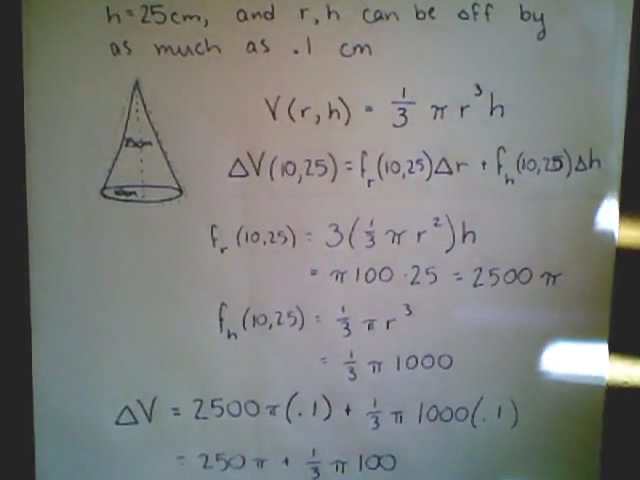 h=25cm, and r,h can be off by
as much as .1 cm
V(r,h) = 1/3 π r³h
ΔV(10,25) = f_r(10,25)Δr + f_h(10,25)Δh
f_r(10,25) = 3(1/3 π r²)h
= π100·25 = 2500π
f_h(10,25) = 1/3 π r³
= 1/3 π 1000
ΔV = 2500π(.1) + 1/3 π 1000(.1)
= 250π + 1/3 π 100